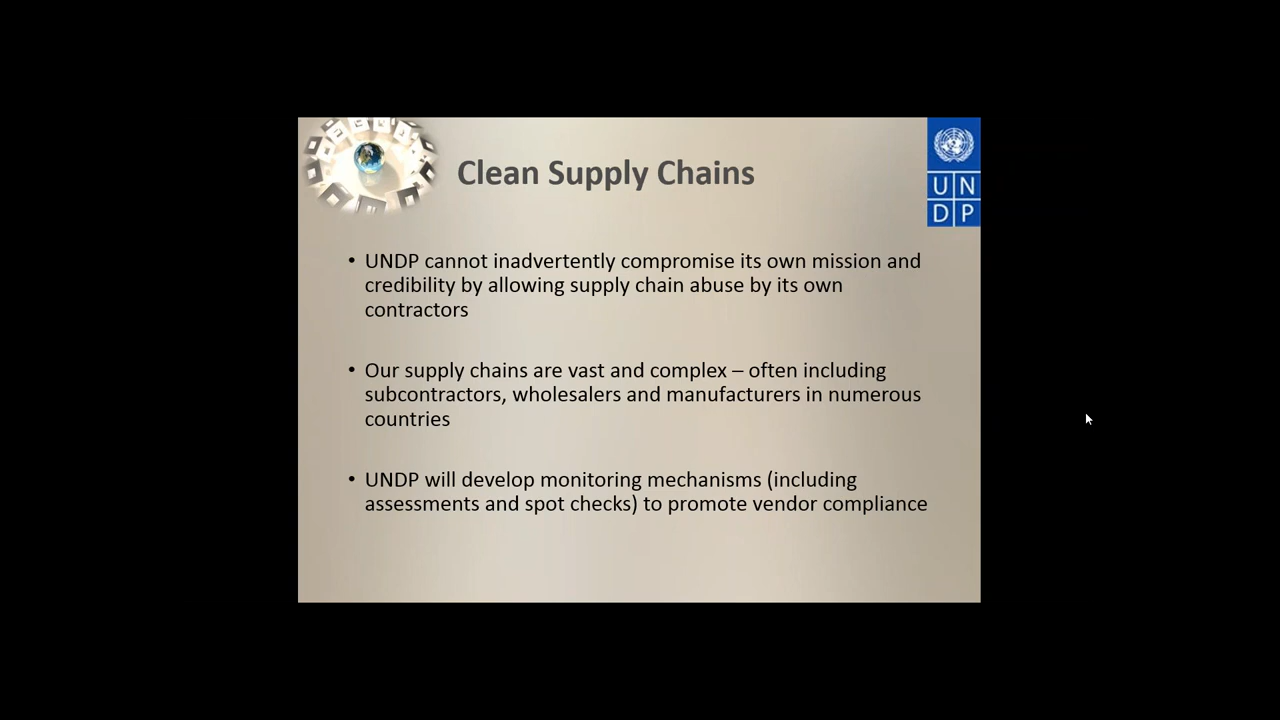 Clean Supply Chains
UN
DP
• UNDP cannot inadvertently compromise its own mission and
credibility by allowing supply chain abuse by its own
contractors
• Our supply chains are vast and complex – often including
subcontractors, wholesalers and manufacturers in numerous
countries
• UNDP will develop monitoring mechanisms (including
assessments and spot checks) to promote vendor compliance